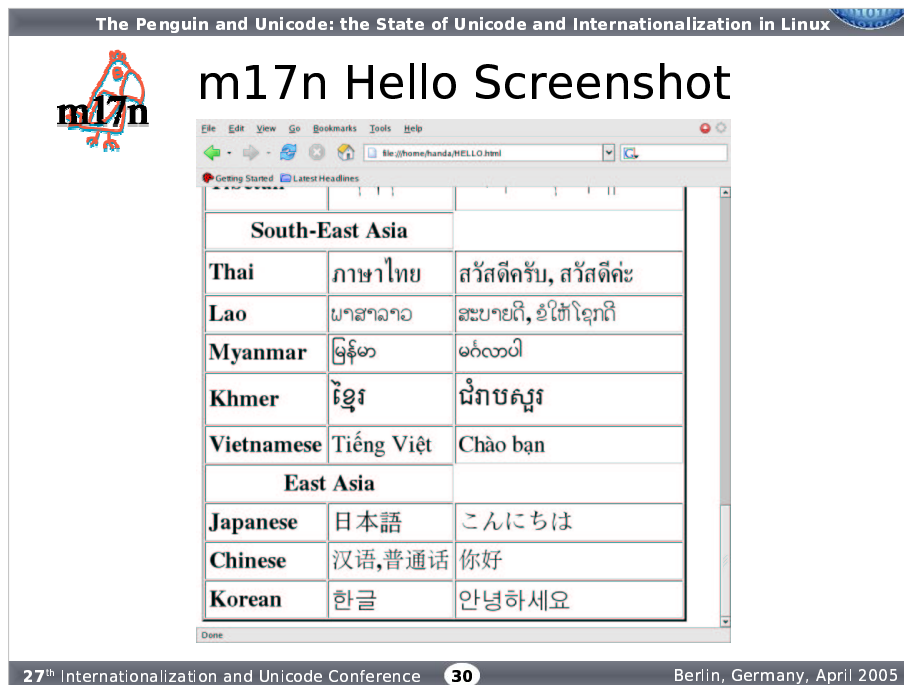 The Penguin and Unicode: the State of Unicode and Internationalization in Linux
m17n
m17n Hello Screenshot
File Edit View Go Bookmarks Tools Help
file:///home/handa/HELLO.html
Getting Started Latest Headlines
South-East Asia
Thai ภาษาไทย สวัสดีครับ, สวัสดีค่ะ
Lao ພາສາລາວ ສະບາຍດີ, ຂໍໃຫ້ໂຊກດີ
Myanmar မြန်မာ မင်္ဂလာပါ
Khmer ខ្មែរ ជំរាបសួរ
Vietnamese Tiếng Việt Chào bạn
East Asia
Japanese 日本語 こんにちは
Chinese 汉语,普通话 你好
Korean 한글 안녕하세요
Done
27th Internationalization and Unicode Conference 30 Berlin, Germany, April 2005